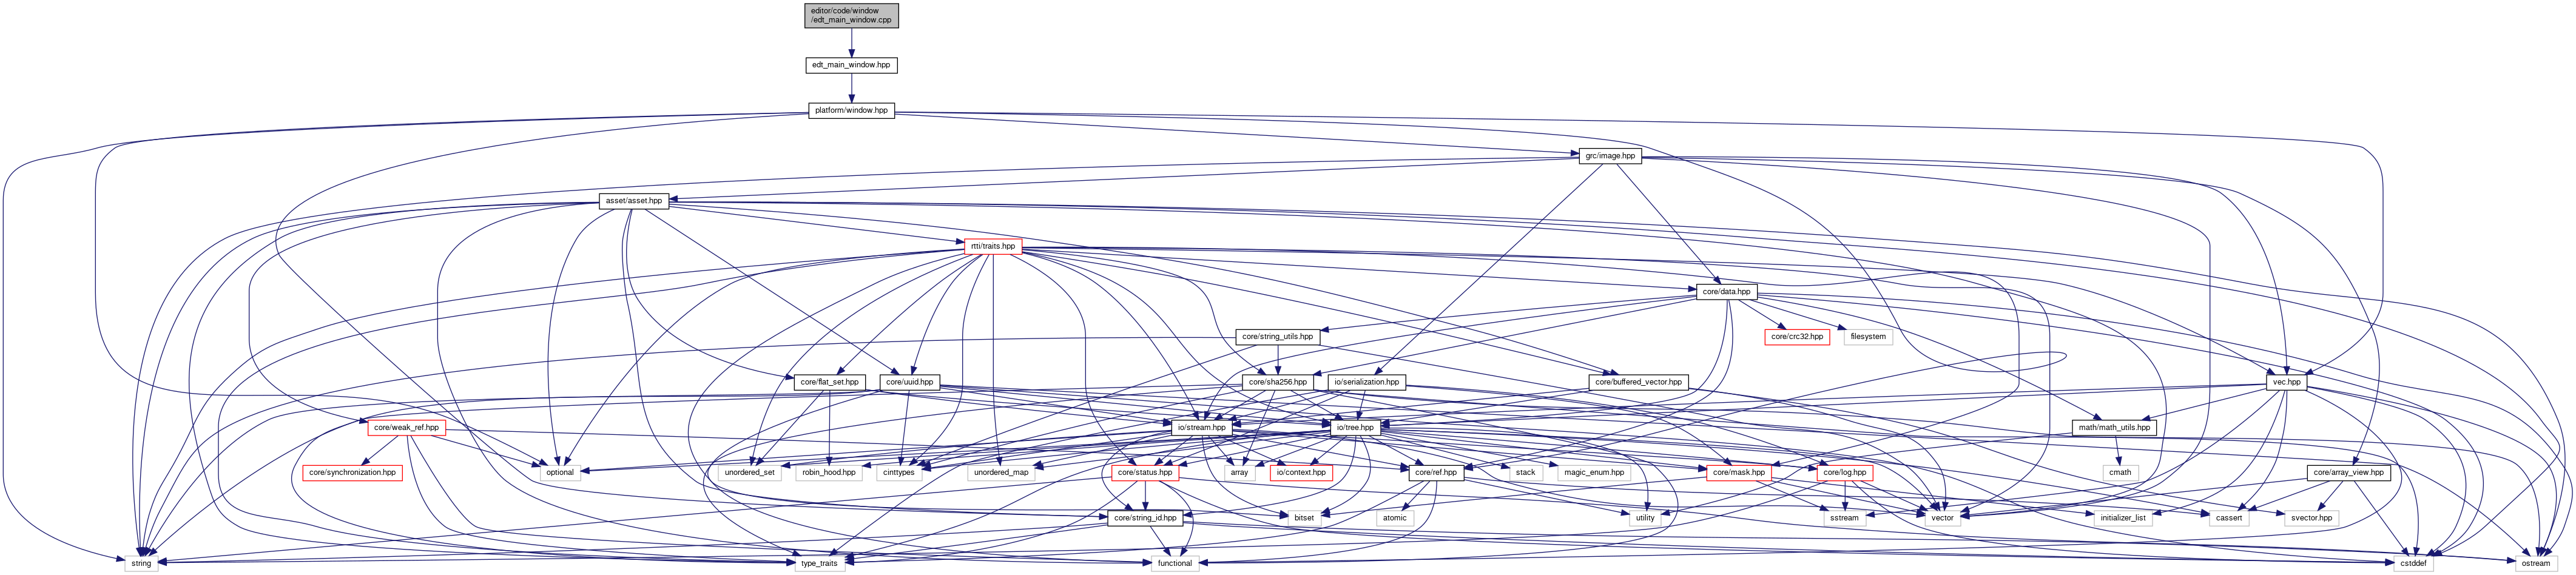 editor/code/window
/edt_main_window.cpp
edt_main_window.hpp
platform/window.hpp
grc/image.hpp
asset/asset.hpp
rtti/traits.hpp
core/data.hpp
core/string_utils.hpp
core/crc32.hpp
filesystem
core/flat_set.hpp
core/uuid.hpp
core/sha256.hpp
io/serialization.hpp
core/buffered_vector.hpp
vec.hpp
core/weak_ref.hpp
io/stream.hpp
io/tree.hpp
math/math_utils.hpp
core/synchronization.hpp
optional
unordered_set
robin_hood.hpp
cinttypes
unordered_map
core/status.hpp
array
io/context.hpp
core/ref.hpp
stack
magic_enum.hpp
core/mask.hpp
core/log.hpp
cmath
core/array_view.hpp
core/string_id.hpp
bitset
atomic
utility
sstream
vector
initializer_list
cassert
svector.hpp
string
type_traits
functional
cstddef
ostream